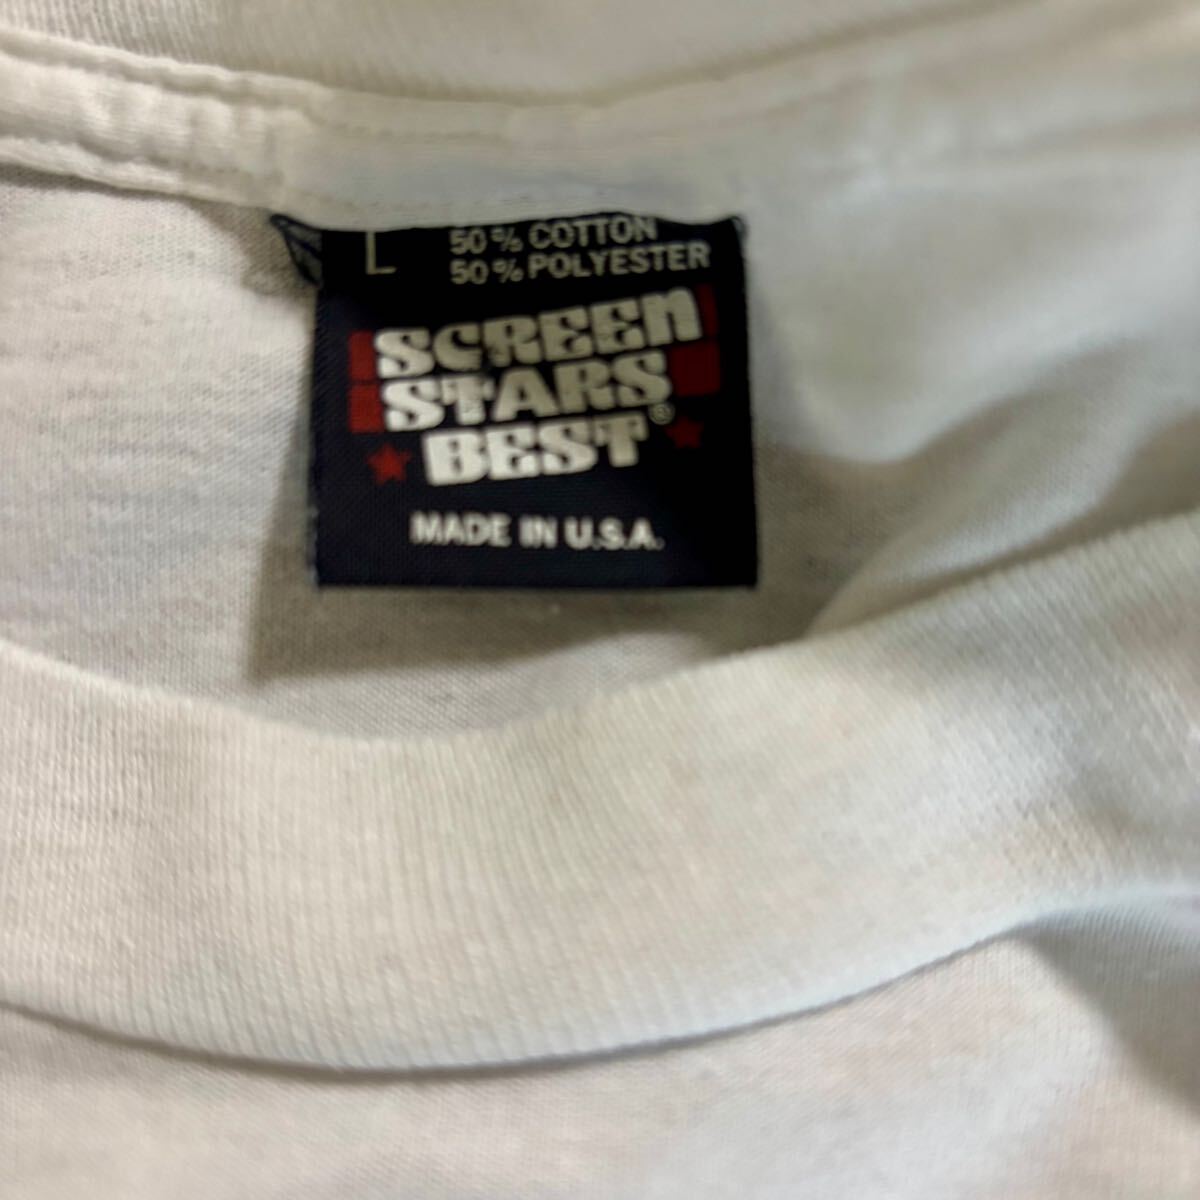 L
50% COTTON
50% POLYESTER
SCREEN
STARS
BEST®
MADE IN U.S.A.